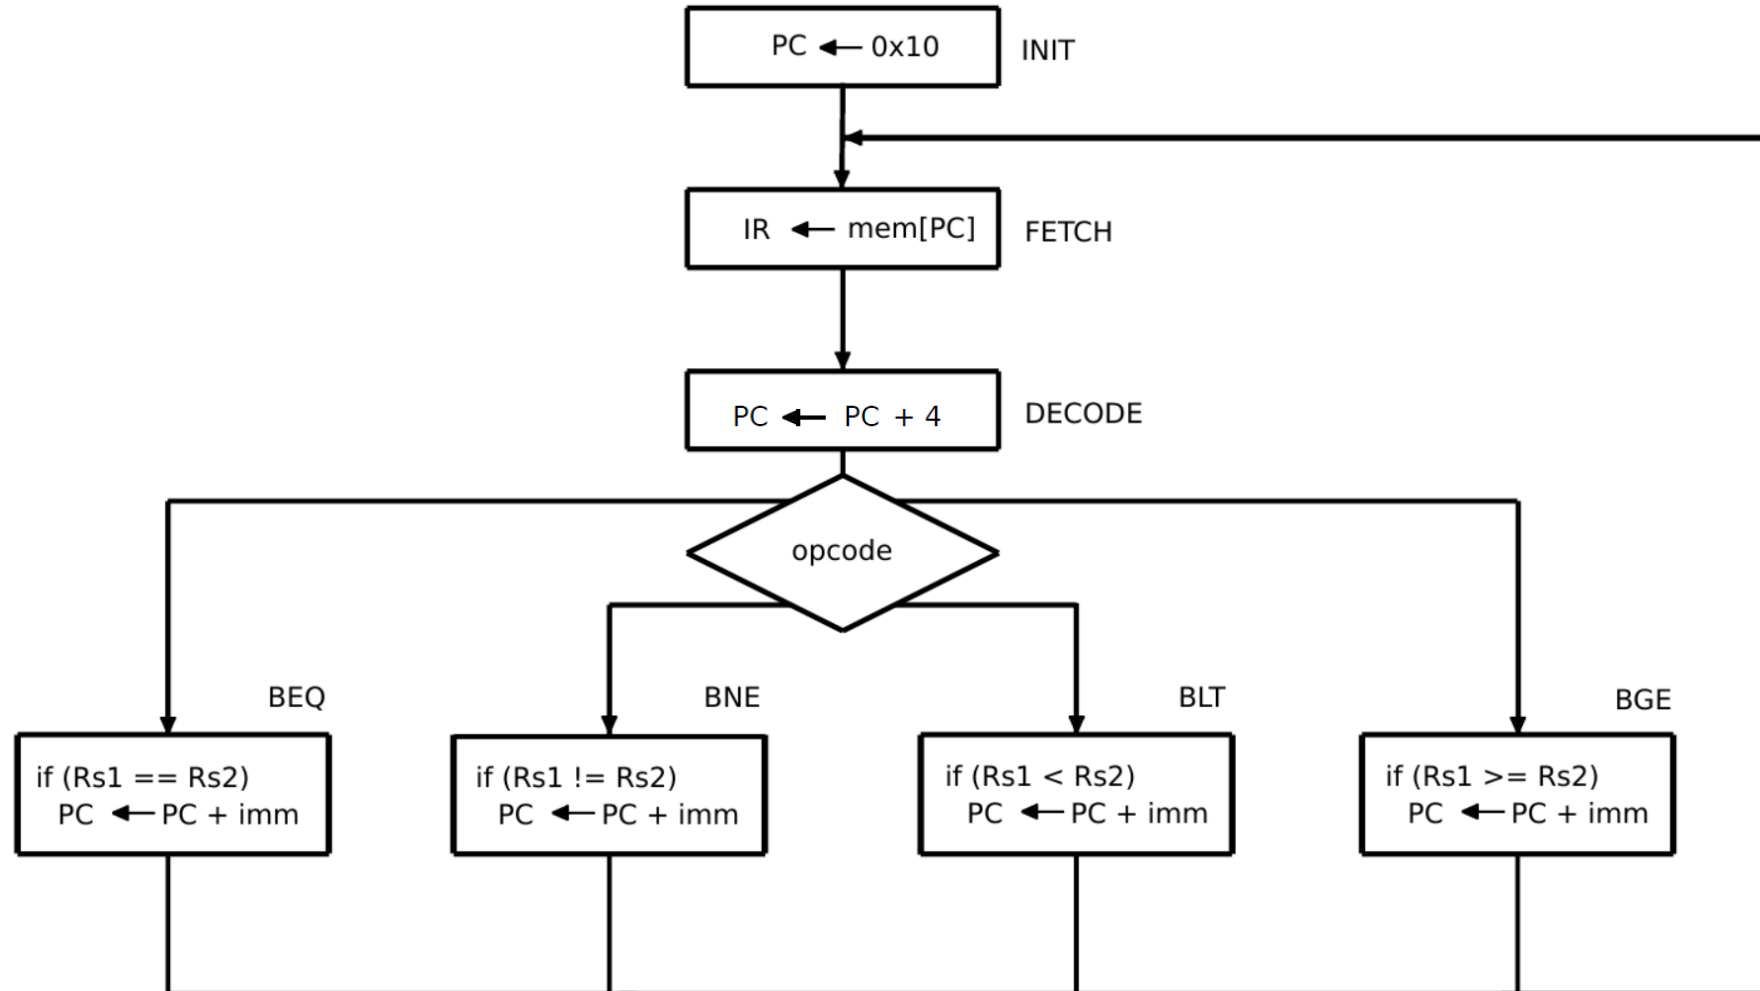 PC ← 0x10
INIT
IR ← mem[PC]
FETCH
PC ← PC + 4
DECODE
opcode
BEQ
BNE
BLT
BGE
if (Rs1 == Rs2)
PC ← PC + imm
if (Rs1 != Rs2)
PC ← PC + imm
if (Rs1 < Rs2)
PC ← PC + imm
if (Rs1 >= Rs2)
PC ← PC + imm